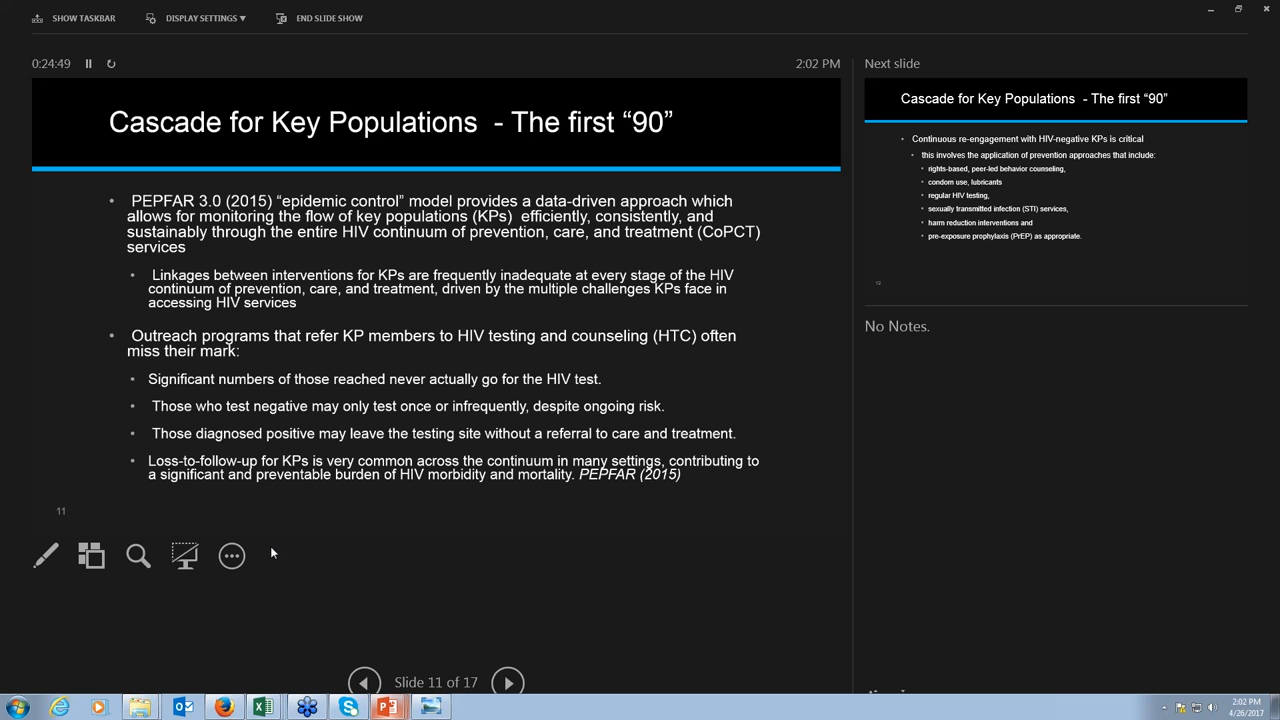 SHOW TASKBAR
DISPLAY SETTINGS ▼
END SLIDE SHOW
0:24:49
2:02 PM
Cascade for Key Populations - The first “90”
• PEPFAR 3.0 (2015) “epidemic control” model provides a data-driven approach which
allows for monitoring the flow of key populations (KPs) efficiently, consistently, and
sustainably through the entire HIV continuum of prevention, care, and treatment (CoPCT)
services
• Linkages between interventions for KPs are frequently inadequate at every stage of the HIV
continuum of prevention, care, and treatment, driven by the multiple challenges KPs face in
accessing HIV services
• Outreach programs that refer KP members to HIV testing and counseling (HTC) often
miss their mark:
• Significant numbers of those reached never actually go for the HIV test.
• Those who test negative may only test once or infrequently, despite ongoing risk.
• Those diagnosed positive may leave the testing site without a referral to care and treatment.
• Loss-to-follow-up for KPs is very common across the continuum in many settings, contributing to
a significant and preventable burden of HIV morbidity and mortality. PEPFAR (2015)
11
Slide 11 of 17
Next slide
Cascade for Key Populations - The first “90”
• Continuous re-engagement with HIV-negative KPs is critical
• this involves the application of prevention approaches that include:
• rights-based, peer-led behavior counseling,
• condom use, lubricants
• regular HIV testing,
• sexually transmitted infection (STI) services,
• harm reduction interventions and
• pre-exposure prophylaxis (PrEP) as appropriate.
12
No Notes.
2:02 PM
4/26/2017